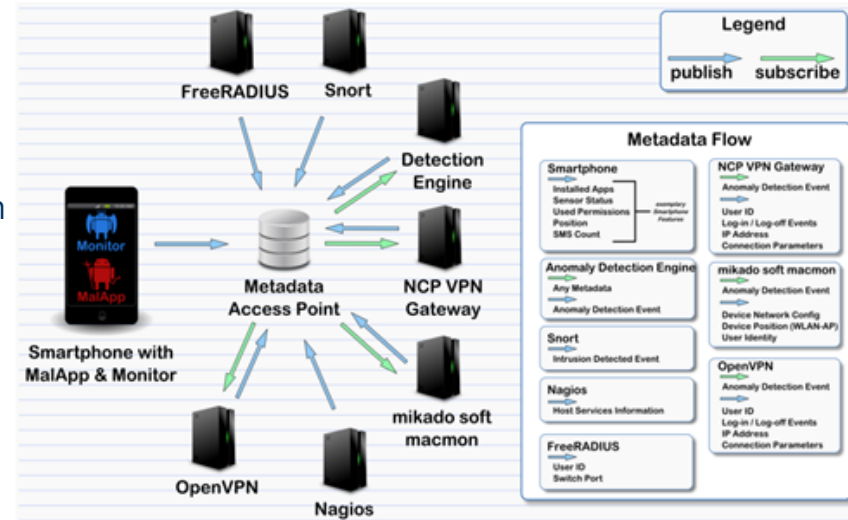 Legend
publish subscribe
FreeRADIUS
Snort
Detection
Engine
Monitor
MalApp
Smartphone with
MalApp & Monitor
Metadata
Access Point
NCP VPN
Gateway
mikado soft
macmon
OpenVPN
Nagios
Metadata Flow
Smartphone
Installed Apps
Sensor Status
Used Permissions
Position
SMS Count
exemplary
Smartphone
Features
Anomaly Detection Engine
Any Metadata
Anomaly Detection Event
Snort
Intrusion Detected Event
Nagios
Host Services Information
FreeRADIUS
User ID
Switch Port
NCP VPN Gateway
Anomaly Detection Event
User ID
Log-in / Log-off Events
IP Address
Connection Parameters
mikado soft macmon
Anomaly Detection Event
Device Network Config
Device Position (WLAN-AP)
User Identity
OpenVPN
Anomaly Detection Event
User ID
Log-in / Log-off Events
IP Address
Connection Parameters